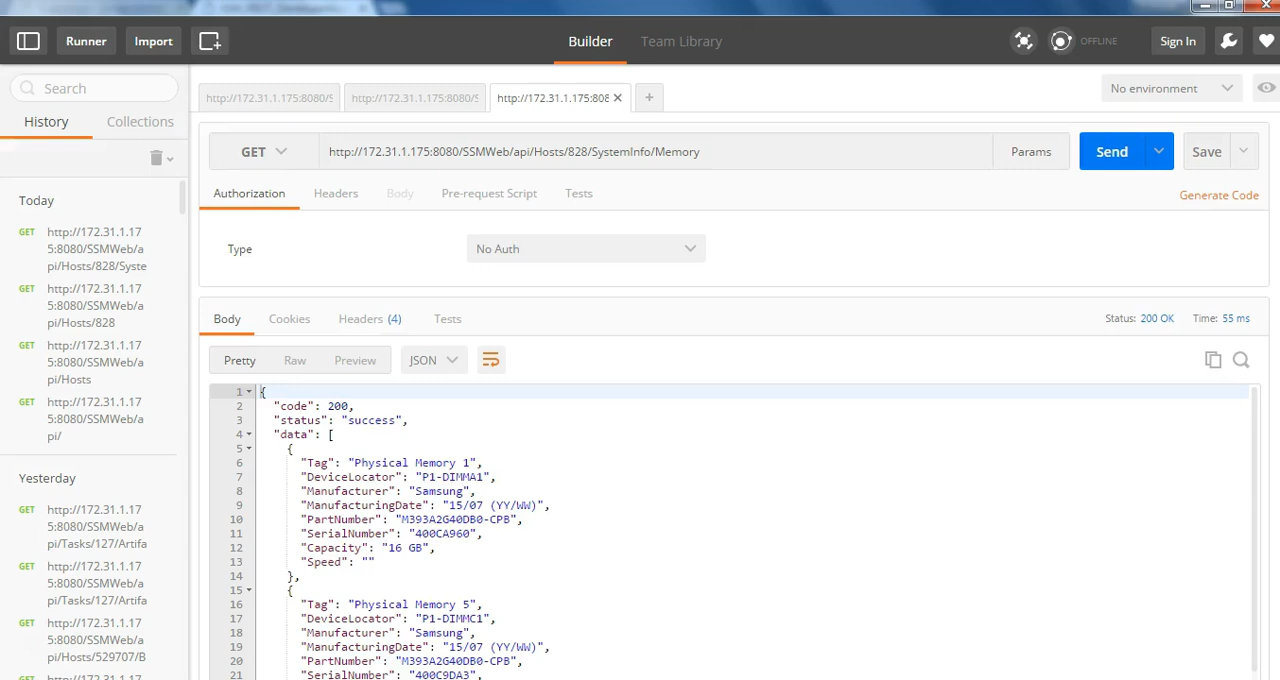 Runner
Import
Builder
Team Library
OFFLINE
Sign In
Search
History
Collections
http://172.31.1.175:8080/S
http://172.31.1.175:8080/S
http://172.31.1.175:808
No environment
GET
http://172.31.1.175:8080/SSMWeb/api/Hosts/828/SystemInfo/Memory
Params
Send
Save
Authorization
Headers
Body
Pre-request Script
Tests
Generate Code
Type
No Auth
Today
GET http://172.31.1.17
5:8080/SSMWeb/a
pi/Hosts/828/Syste
GET http://172.31.1.17
5:8080/SSMWeb/a
pi/Hosts/828
GET http://172.31.1.17
5:8080/SSMWeb/a
pi/Hosts
GET http://172.31.1.17
5:8080/SSMWeb/a
pi/
Yesterday
GET http://172.31.1.17
5:8080/SSMWeb/a
pi/Tasks/127/Artifa
GET http://172.31.1.17
5:8080/SSMWeb/a
pi/Tasks/127/Artifa
GET http://172.31.1.17
5:8080/SSMWeb/a
pi/Hosts/529707/B
GET http://172.31.1.17
Body
Cookies
Headers (4)
Tests
Status: 200 OK
Time: 55 ms
Pretty
Raw
Preview
JSON
1 {
2 "code": 200,
3 "status": "success",
4 "data": [
5 {
6 "Tag": "Physical Memory 1",
7 "DeviceLocator": "P1-DIMMA1",
8 "Manufacturer": "Samsung",
9 "ManufacturingDate": "15/07 (YY/WW)",
10 "PartNumber": "M393A2G40DB0-CPB",
11 "SerialNumber": "400CA960",
12 "Capacity": "16 GB",
13 "Speed": ""
14 },
15 {
16 "Tag": "Physical Memory 5",
17 "DeviceLocator": "P1-DIMMC1",
18 "Manufacturer": "Samsung",
19 "ManufacturingDate": "15/07 (YY/WW)",
20 "PartNumber": "M393A2G40DB0-CPB",
21 "SerialNumber": "400C9DA3",